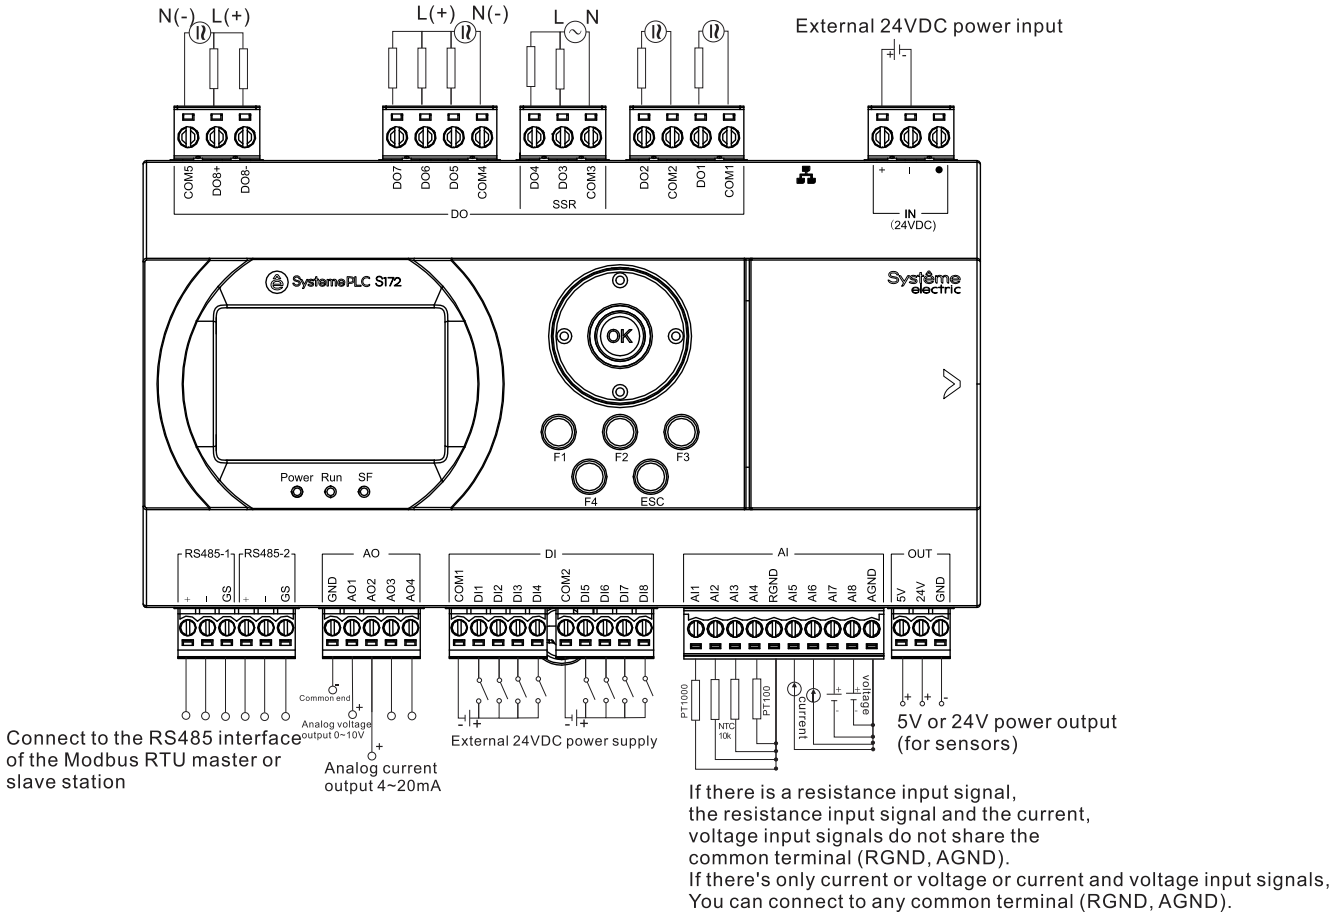 N(-) L(+)
L(+) N(-)
L N
External 24VDC power input
+ -
COM5 DO8+ DO8-
DO7 DO6 DO5 COM4
DO4 DO3 COM3
DO2 COM2 DO1 COM1
+ –
SSR
DO
IN
(24VDC)
ê SystemePLC S172
Système
electric
OK
F1 F2 F3
F4 ESC
Power Run SF
RS485-1 RS485-2
+ – GS + – GS
AO
GND AO1 AO2 AO3 AO4
DI
COM1 DI1 DI2 DI3 DI4 COM2 DI5 DI6 DI7 DI8
AI
AI1 AI2 AI3 AI4 RGND AI5 AI6 AI7 AI8 AGND
OUT
5V 24V GND
-
Common end
+
Analog voltage
output 0~10V
+
Analog current
output 4~20mA
- + - +
External 24VDC power supply
PT1000
NTC
10k
PT100
current
+ +
- -
voltage
+ + -
5V or 24V power output
(for sensors)
Connect to the RS485 interface
of the Modbus RTU master or
slave station
If there is a resistance input signal,
the resistance input signal and the current,
voltage input signals do not share the
common terminal (RGND, AGND).
If there's only current or voltage or current and voltage input signals,
You can connect to any common terminal (RGND, AGND).